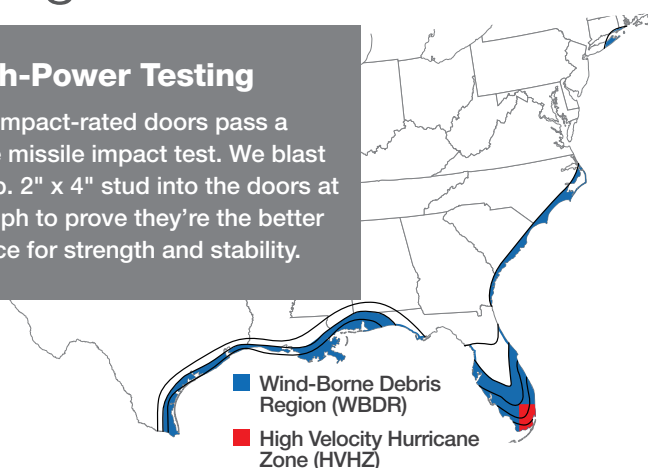 h-Power Testing
mpact-rated doors pass a
missile impact test. We blast
2" x 4" stud into the doors at
ph to prove they're the better
ce for strength and stability.
Wind-Borne Debris
Region (WBDR)
High Velocity Hurricane
Zone (HVHZ)